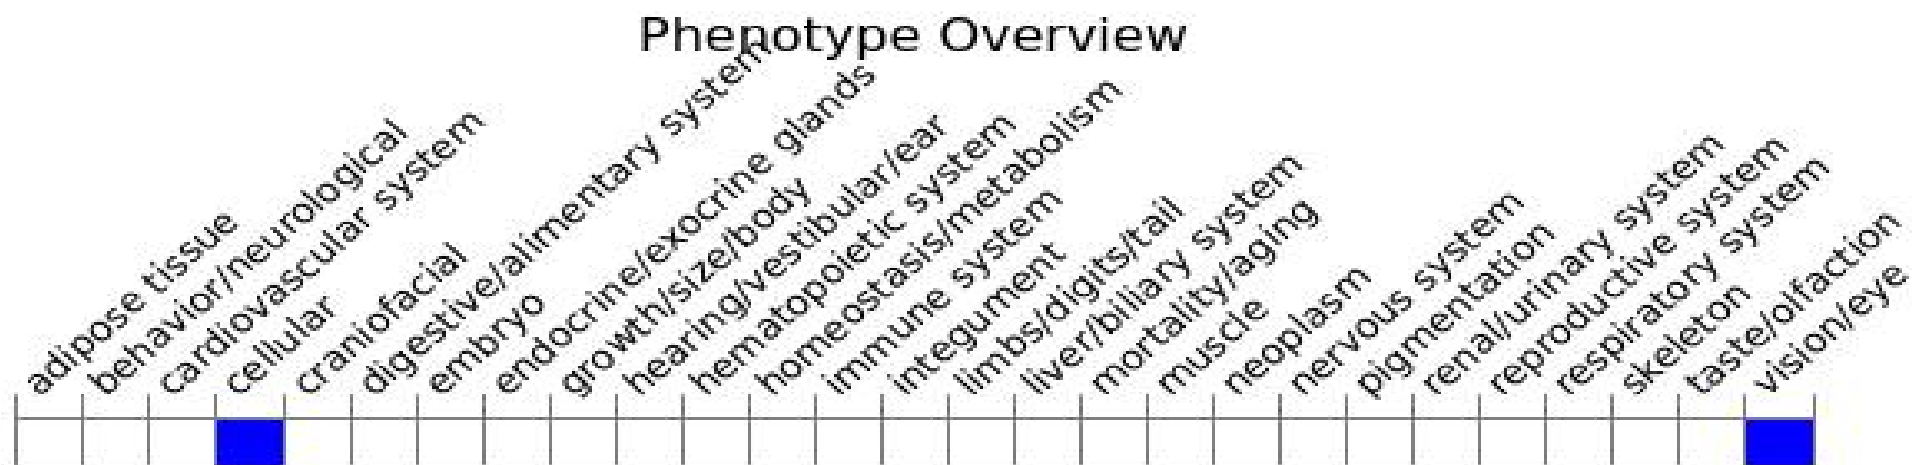 Phenotype Overview
adipose tissue
behavior/neurological
cardiovascular system
cellular
craniofacial
digestive/alimentary system
embryo
endocrine/exocrine glands
growth/size/body
hearing/vestibular/ear
hematopoietic system
homeostasis/metabolism
immune system
integument
limbs/digits/tail
liver/biliary system
mortality/aging
muscle
neoplasm
nervous system
pigmentation
renal/urinary system
reproductive system
respiratory system
skeleton
taste/olfaction
vision/eye